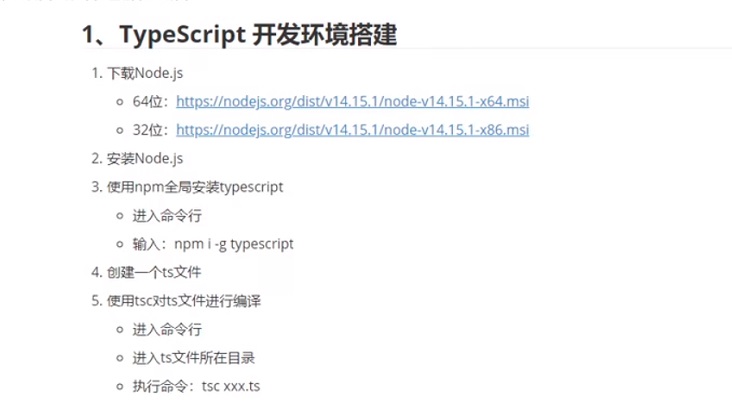 1、TypeScript 开发环境搭建
1. 下载Node.js
64位：https://nodejs.org/dist/v14.15.1/node-v14.15.1-x64.msi
32位：https://nodejs.org/dist/v14.15.1/node-v14.15.1-x86.msi
2. 安装Node.js
3. 使用npm全局安装typescript
进入命令行
输入：npm i -g typescript
4. 创建一个ts文件
5. 使用tsc对ts文件进行编译
进入命令行
进入ts文件所在目录
执行命令：tsc xxx.ts